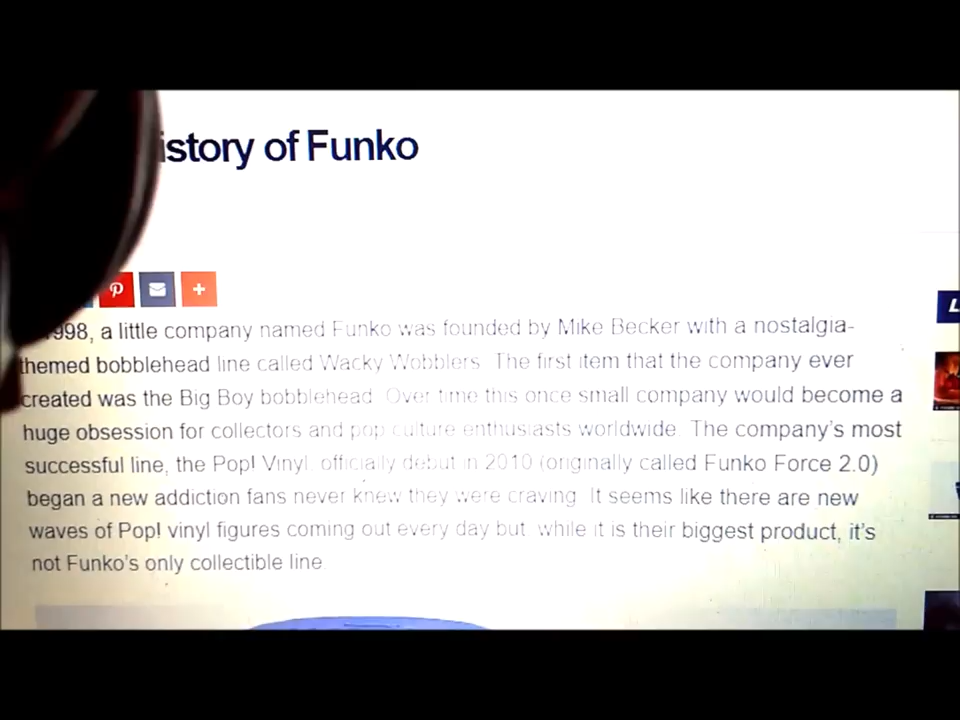 istory of Funko
1998, a little company named Funko was founded by Mike Becker with a nostalgia-
themed bobblehead line called Wacky Wobblers. The first item that the company ever
created was the Big Boy bobblehead. Over time this once small company would become a
huge obsession for collectors and pop culture enthusiasts worldwide. The company's most
successful line, the Pop! Vinyl, officially debut in 2010 (originally called Funko Force 2.0)
began a new addiction fans never knew they were craving. It seems like there are new
waves of Pop! vinyl figures coming out every day but, while it is their biggest product, it's
not Funko's only collectible line.